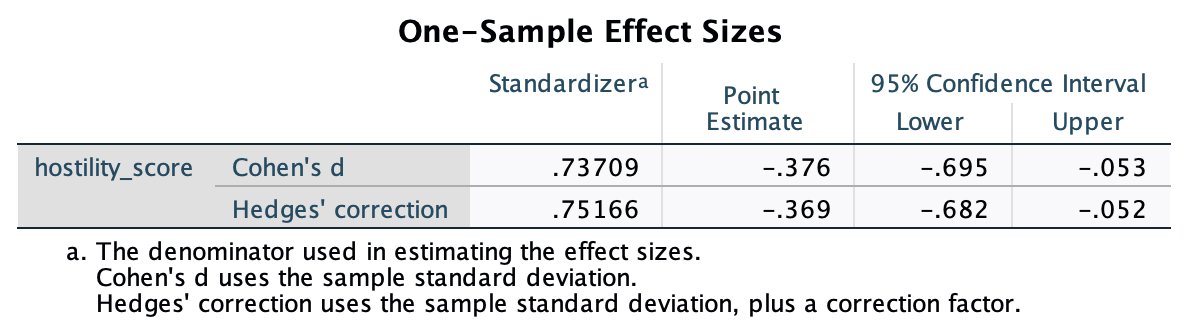 One-Sample Effect Sizes
Standardizerᵃ Point Estimate 95% Confidence Interval
Lower Upper
hostility_score Cohen's d .73709 -.376 -.695 -.053
Hedges' correction .75166 -.369 -.682 -.052
a. The denominator used in estimating the effect sizes.
Cohen's d uses the sample standard deviation.
Hedges' correction uses the sample standard deviation, plus a correction factor.